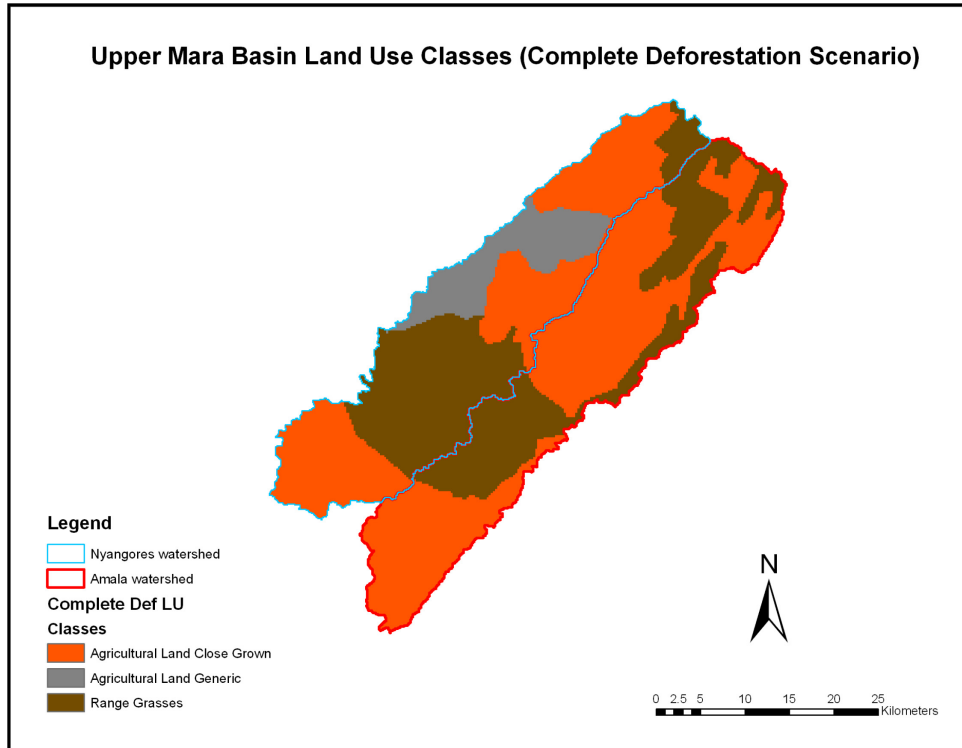 Upper Mara Basin Land Use Classes (Complete Deforestation Scenario)
Legend
Nyangores watershed
Amala watershed
Complete Def LU
Classes
Agricultural Land Close Grown
Agricultural Land Generic
Range Grasses
N
0 2.5 5 10 15 20 25
Kilometers